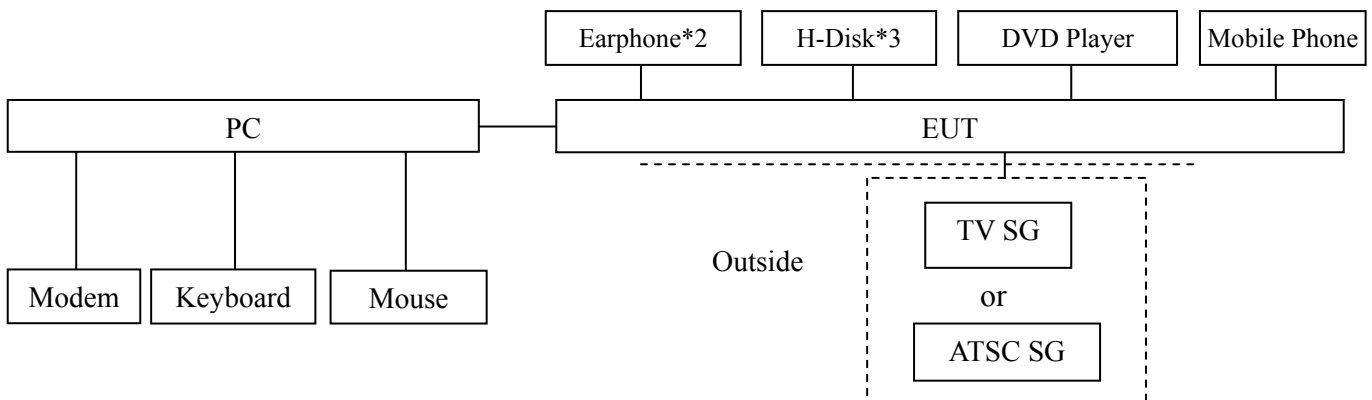 Earphone*2
H-Disk*3
DVD Player
Mobile Phone
PC
EUT
TV SG
Outside
or
Modem
Keyboard
Mouse
ATSC SG